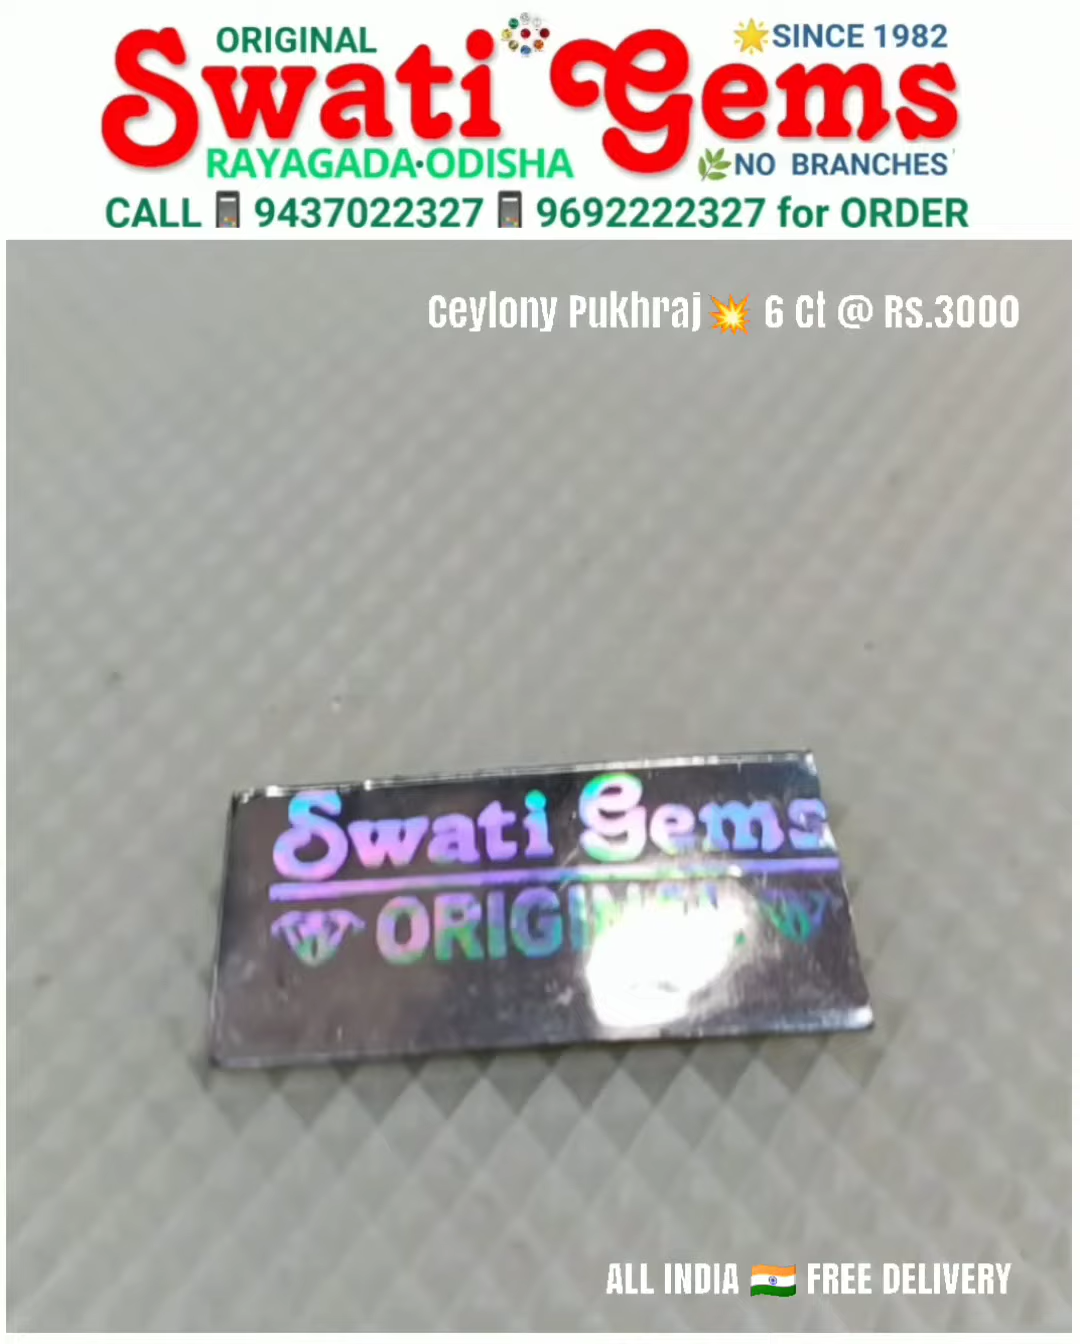 ORIGINAL
🌟SINCE 1982
Swati Gems
RAYAGADA•ODISHA
🌿NO BRANCHES
CALL 📱 9437022327 📱 9692222327 for ORDER
Ceylony Pukhraj💥 6 Ct @ Rs.3000
Swati Gems
ORIGINAL
ALL INDIA 🇮🇳 FREE DELIVERY